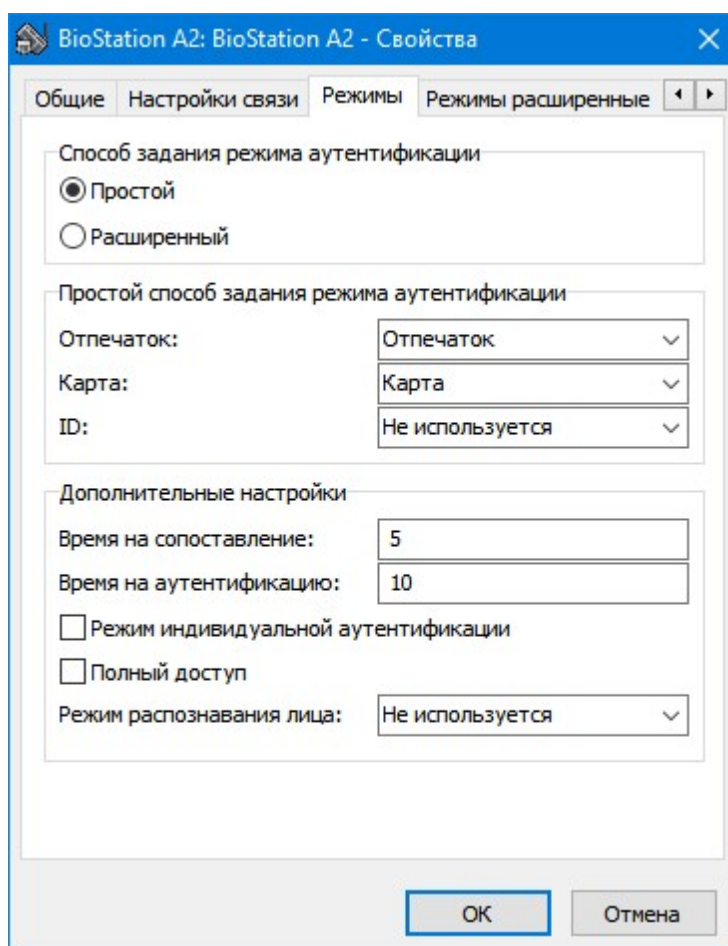 BioStation A2: BioStation A2 - Свойства
Общие Настройки связи Режимы Режимы расширенные
Способ задания режима аутентификации
Простой
Расширенный
Простой способ задания режима аутентификации
Отпечаток: Отпечаток
Карта: Карта
ID: Не используется
Дополнительные настройки
Время на сопоставление: 5
Время на аутентификацию: 10
Режим индивидуальной аутентификации
Полный доступ
Режим распознавания лица: Не используется
ОК Отмена